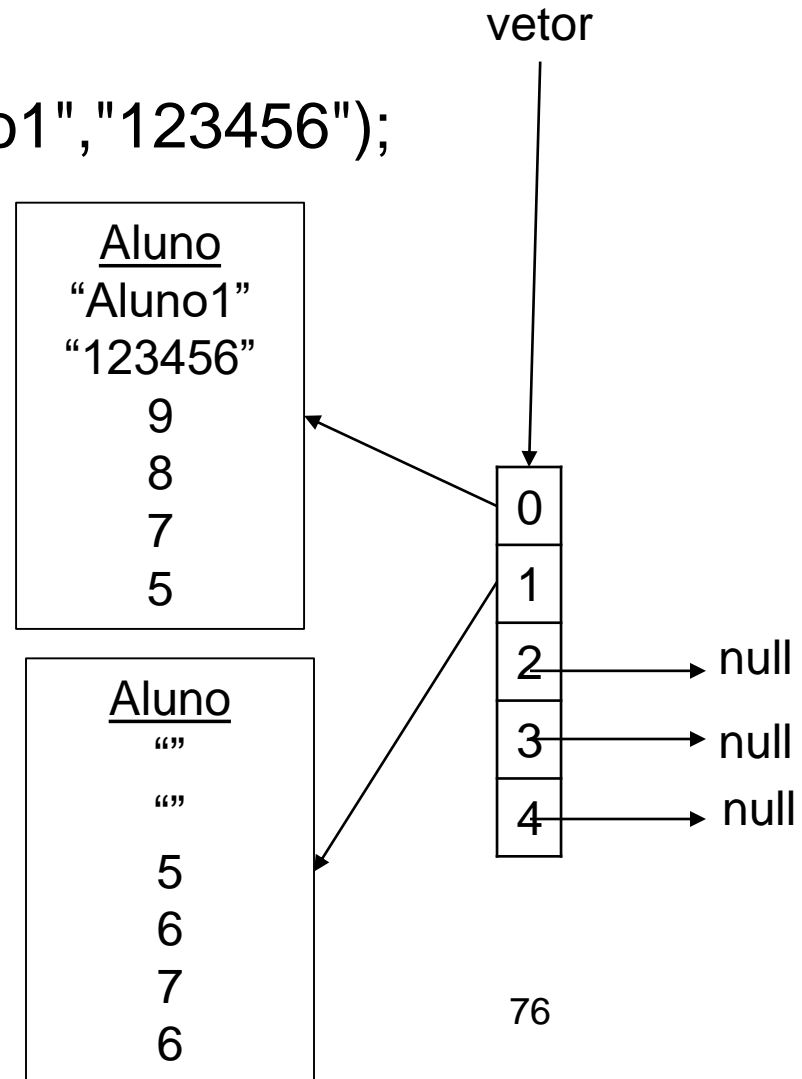 vetor
o1","123456");
Aluno
“Aluno1”
“123456”
9
8
7
5
0
1
2
null
3
null
4
null
Aluno
“”
“”
5
6
7
6
76